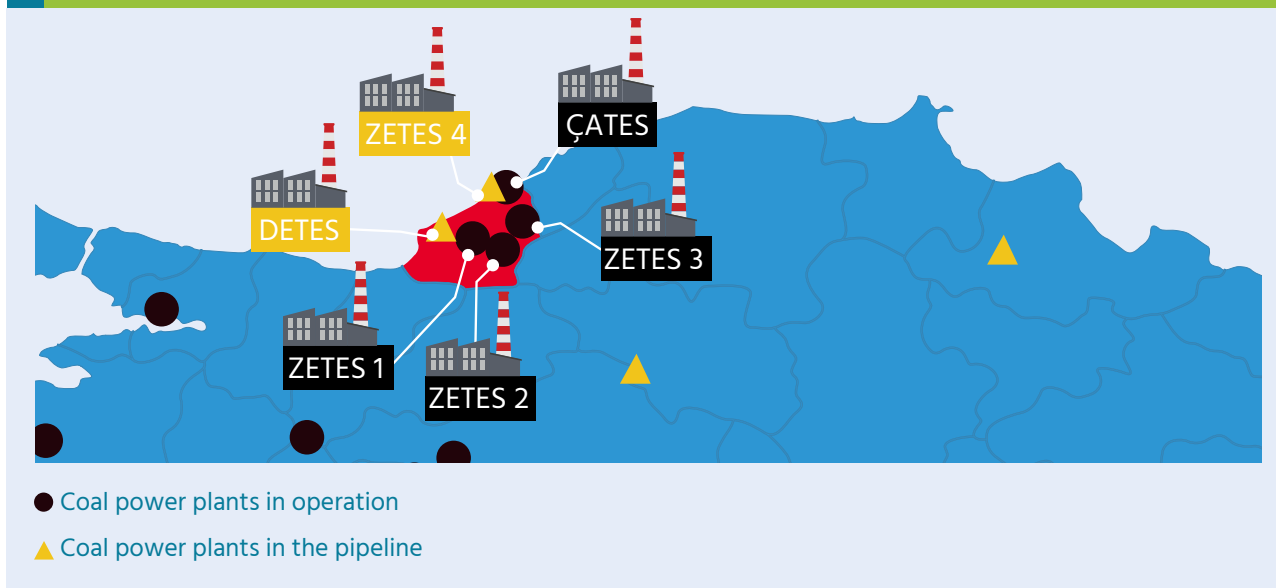 ZETES 4
ÇATES
DETES
ZETES 3
ZETES 1
ZETES 2
Coal power plants in operation
Coal power plants in the pipeline